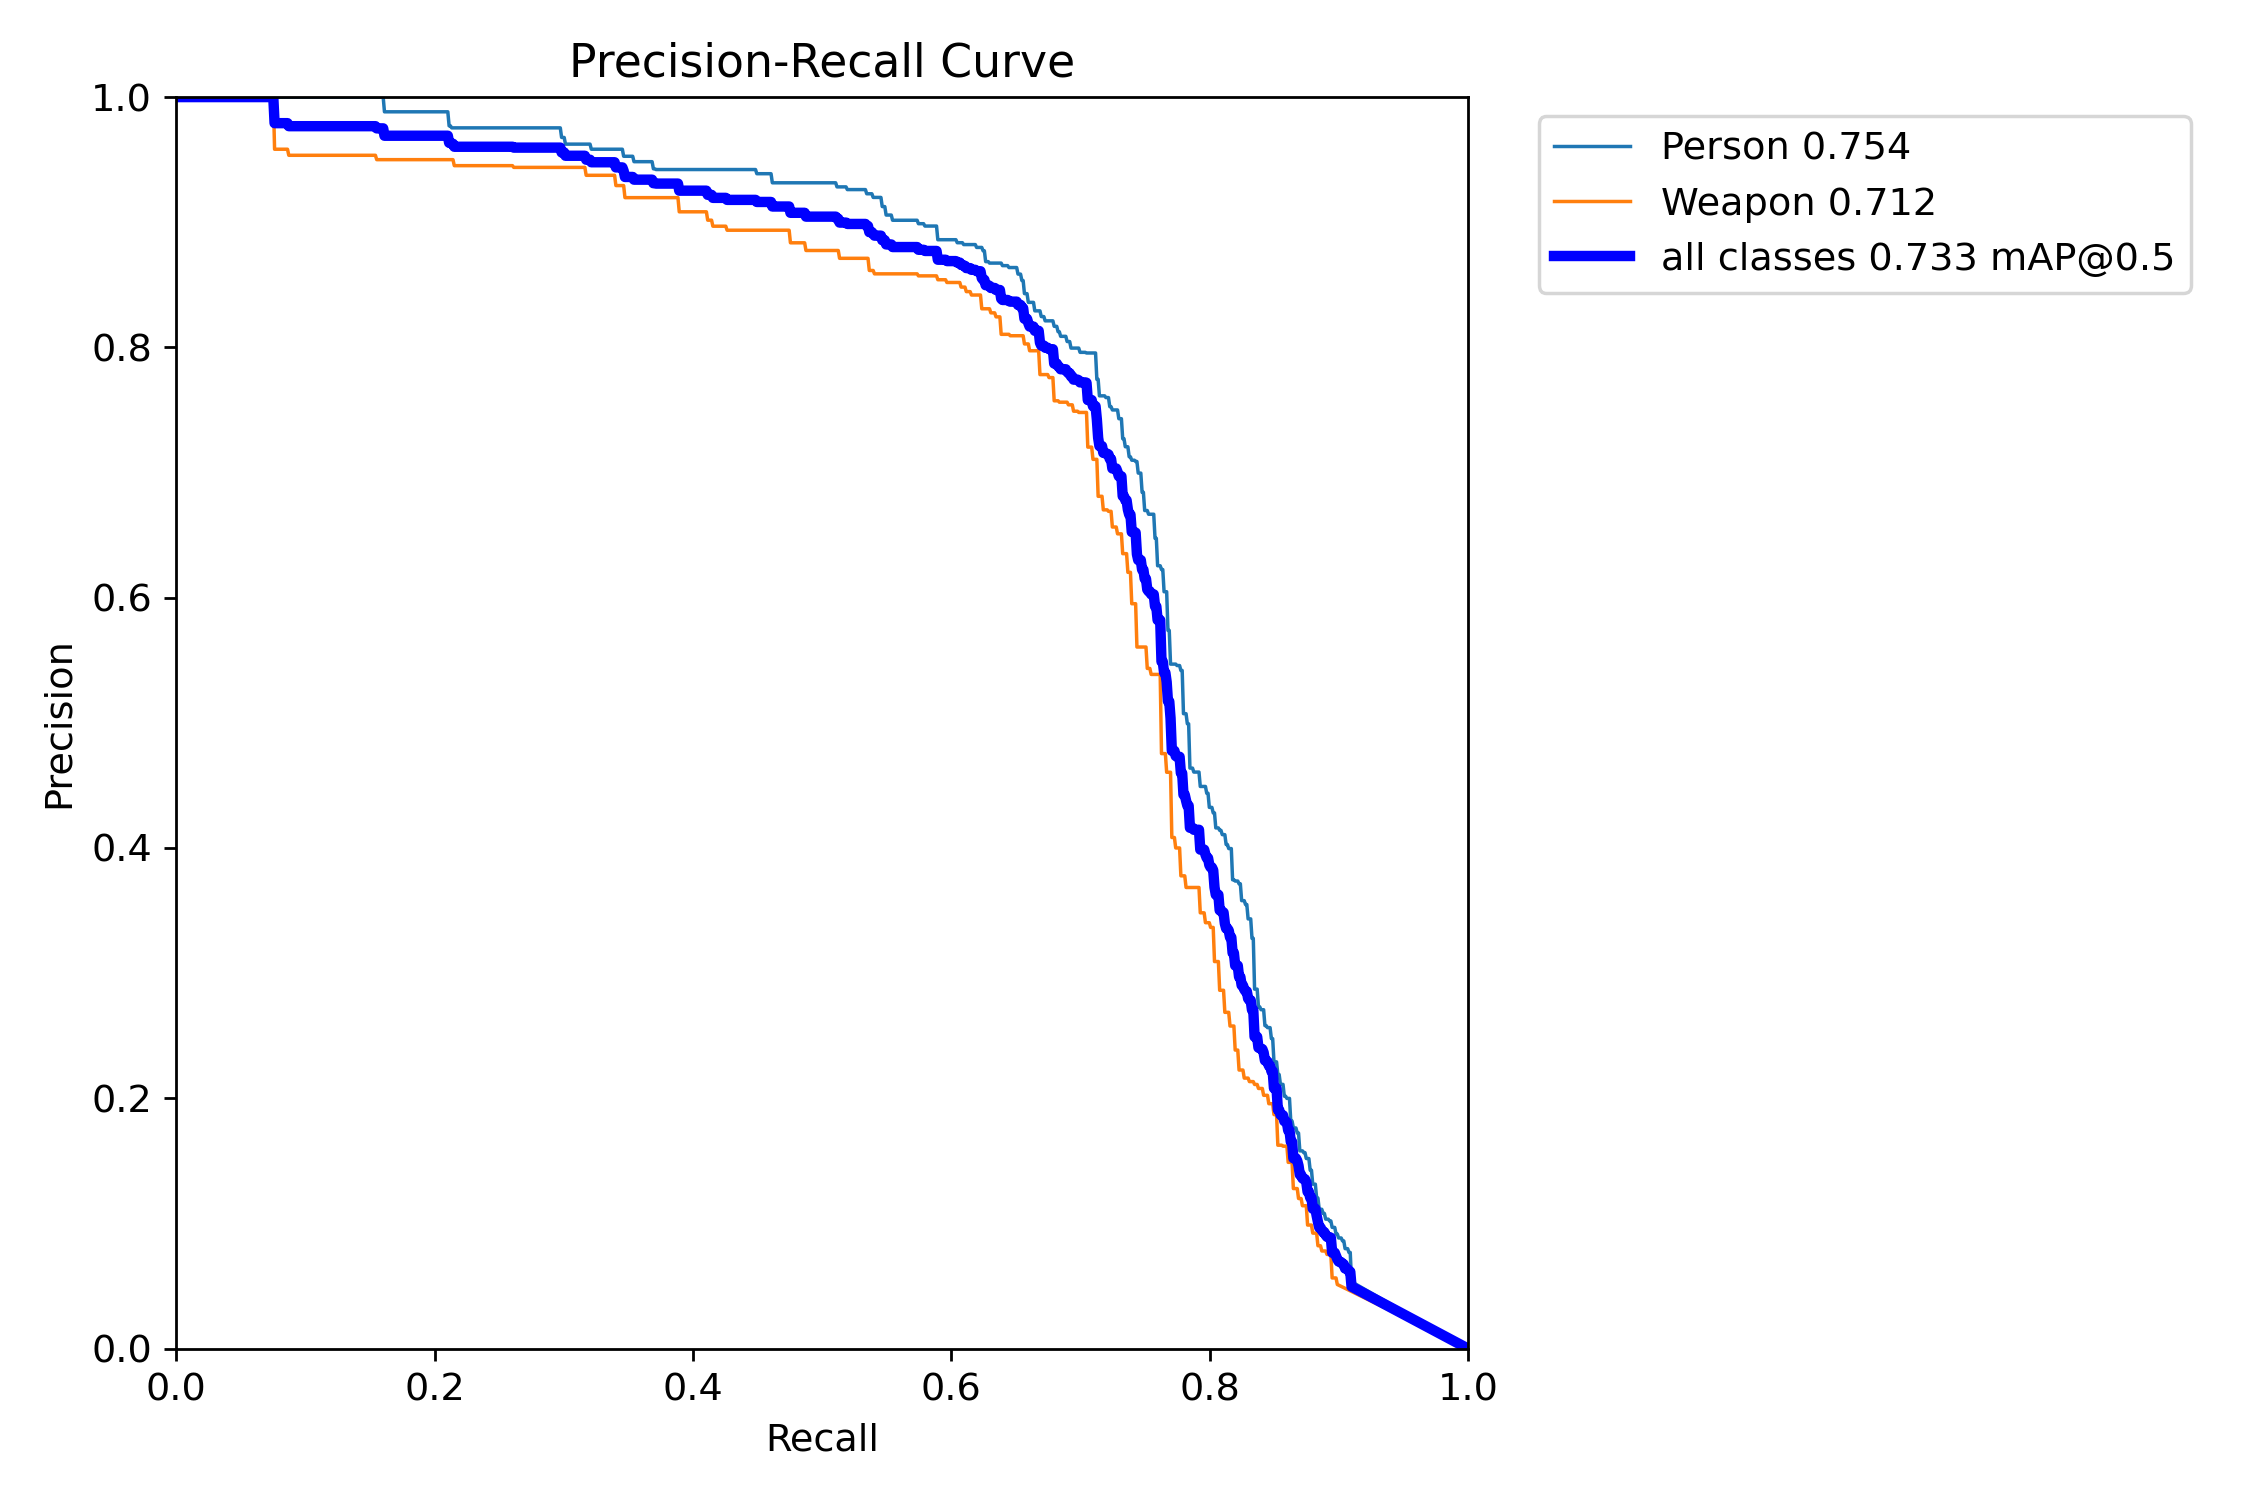 Precision-Recall Curve
1.0
0.8
0.6
0.4
0.2
0.0
Precision
0.0 0.2 0.4 0.6 0.8 1.0
Recall
Person 0.754
Weapon 0.712
all classes 0.733 mAP@0.5